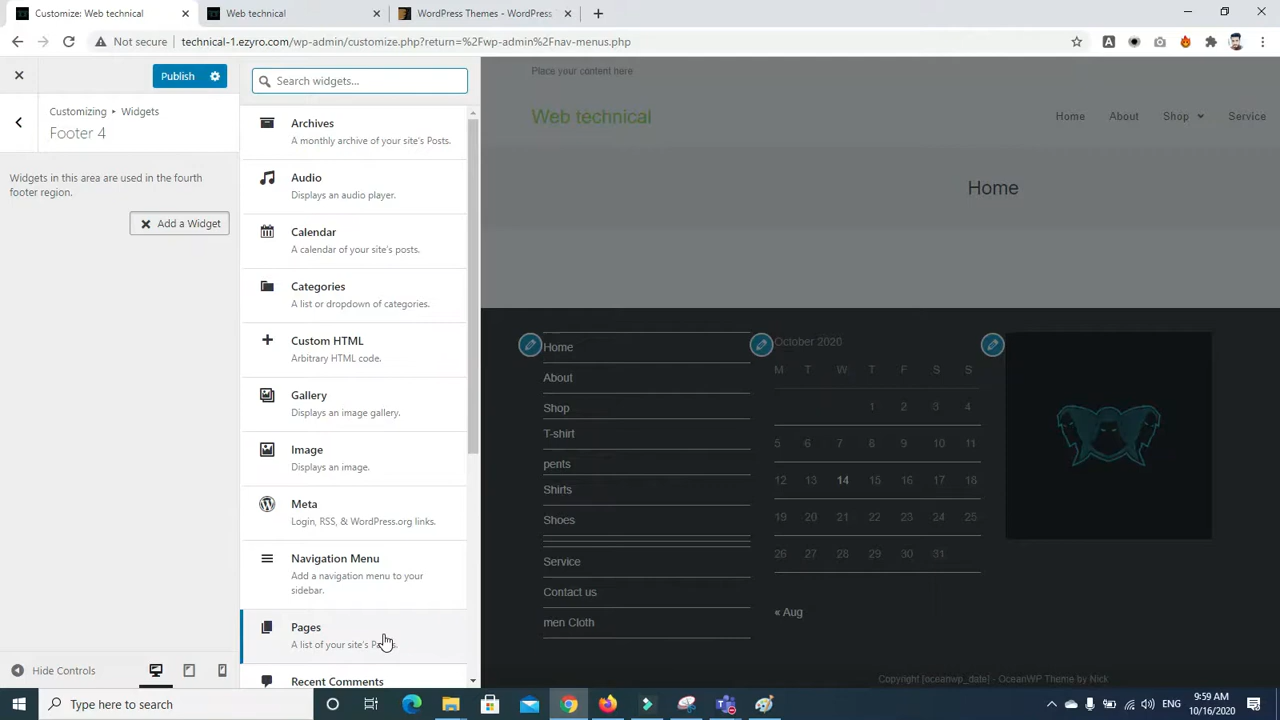 Customize: Web technical
Web technical
WordPress Themes - WordPress
Not secure
technical-1.ezyro.com/wp-admin/customize.php?return=%2Fwp-admin%2Fnav-menus.php
Publish
Customizing ▸ Widgets
Footer 4
Widgets in this area are used in the fourth
footer region.
Add a Widget
Search widgets...
Archives
A monthly archive of your site's Posts.
Audio
Displays an audio player.
Calendar
A calendar of your site's posts.
Categories
A list or dropdown of categories.
Custom HTML
Arbitrary HTML code.
Gallery
Displays an image gallery.
Image
Displays an image.
Meta
Login, RSS, & WordPress.org links.
Navigation Menu
Add a navigation menu to your
sidebar.
Pages
A list of your site's Pages.
Recent Comments
Hide Controls
Place your content here
Web technical
Home About Shop Service
Home
Home
About
Shop
T-shirt
pents
Shirts
Shoes
Service
Contact us
men Cloth
October 2020
M T W T F S S
1 2 3 4
5 6 7 8 9 10 11
12 13 14 15 16 17 18
19 20 21 22 23 24 25
26 27 28 29 30 31
« Aug
Copyright [oceanwp_date] - OceanWP Theme by Nick
Type here to search
ENG
9:59 AM
10/16/2020